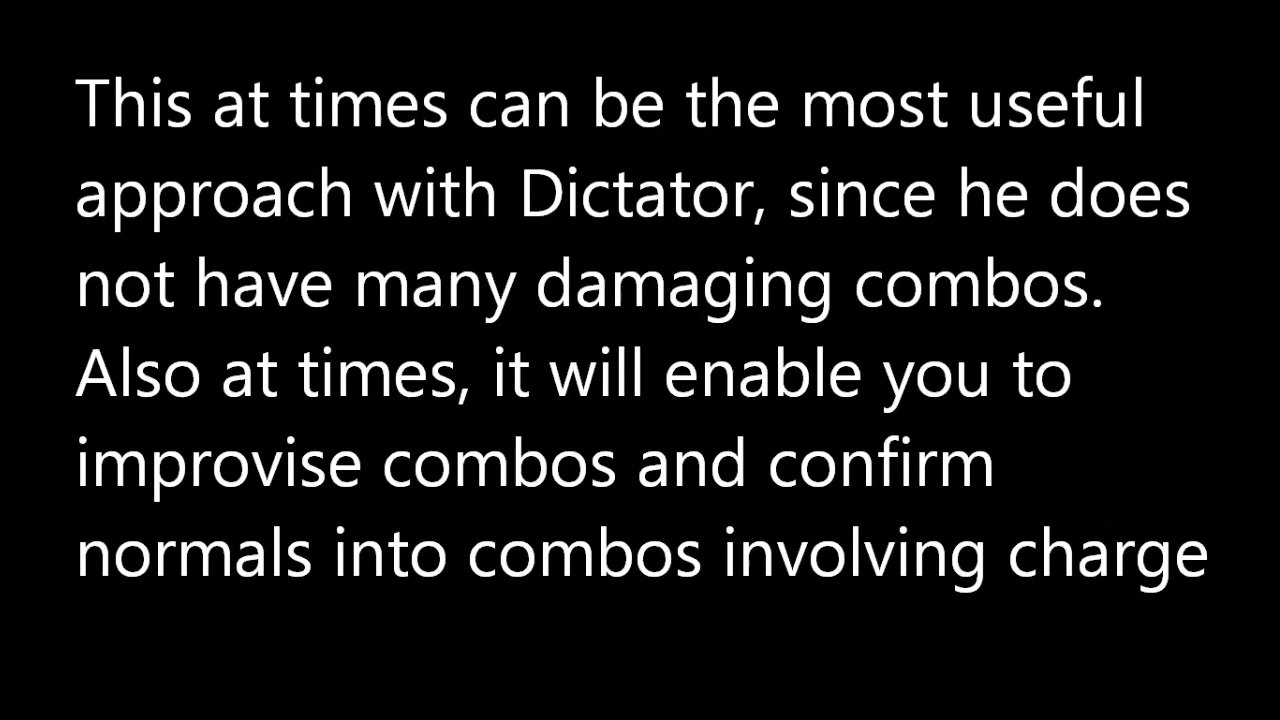 This at times can be the most useful
approach with Dictator, since he does
not have many damaging combos.
Also at times, it will enable you to
improvise combos and confirm
normals into combos involving charge